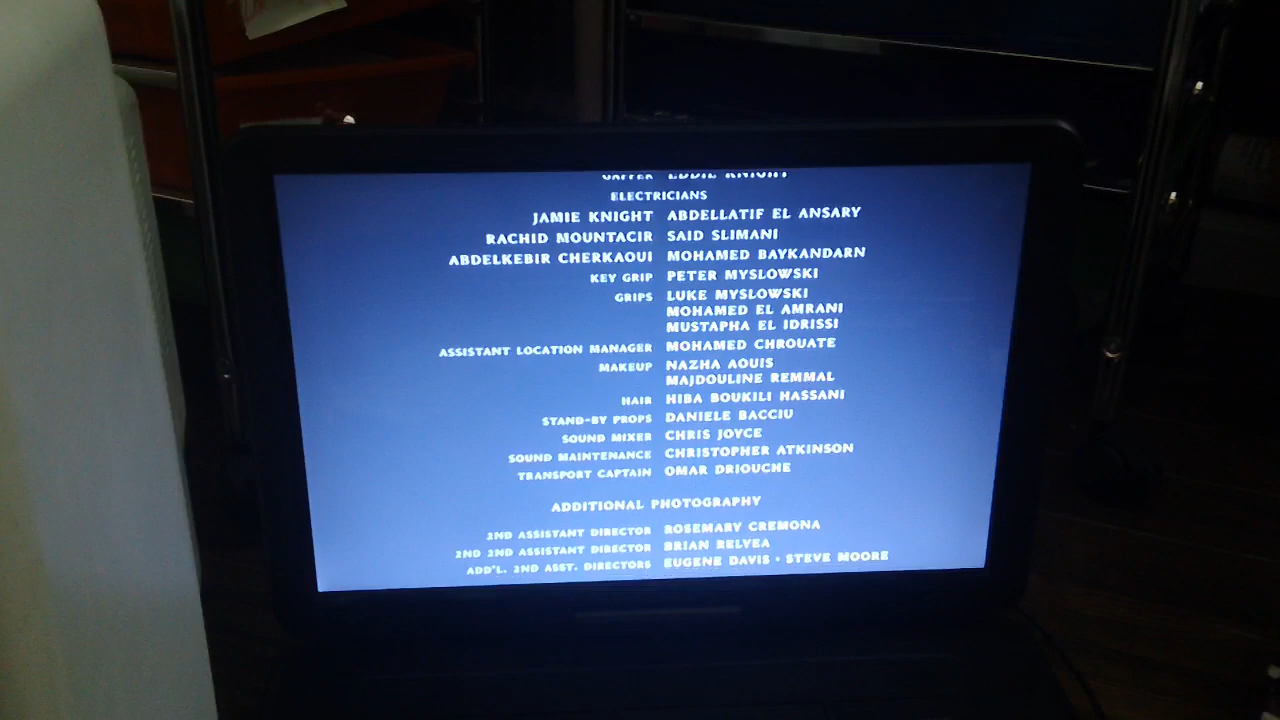 GAFFER EDDIE KNIGHT
ELECTRICIANS
JAMIE KNIGHT ABDELLATIF EL ANSARY
RACHID MOUNTACIR SAID SLIMANI
ABDELKEBIR CHERKAOUI MOHAMED BAYKANDARN
KEY GRIP PETER MYSLOWSKI
GRIPS LUKE MYSLOWSKI
MOHAMED EL AMRANI
MUSTAPHA EL IDRISSI
ASSISTANT LOCATION MANAGER MOHAMED CHROUATE
MAKEUP NAZHA AOUIS
MAJDOULINE REMMAL
HAIR HIBA BOUKILI HASSANI
STAND-BY PROPS DANIELE BACCIU
SOUND MIXER CHRIS JOYCE
SOUND MAINTENANCE CHRISTOPHER ATKINSON
TRANSPORT CAPTAIN OMAR DRIOUCHE
ADDITIONAL PHOTOGRAPHY
2ND ASSISTANT DIRECTOR ROSEMARY CREMONA
2ND 2ND ASSISTANT DIRECTOR BRIAN RELYEA
ADD'L. 2ND ASST. DIRECTORS EUGENE DAVIS • STEVE MOORE